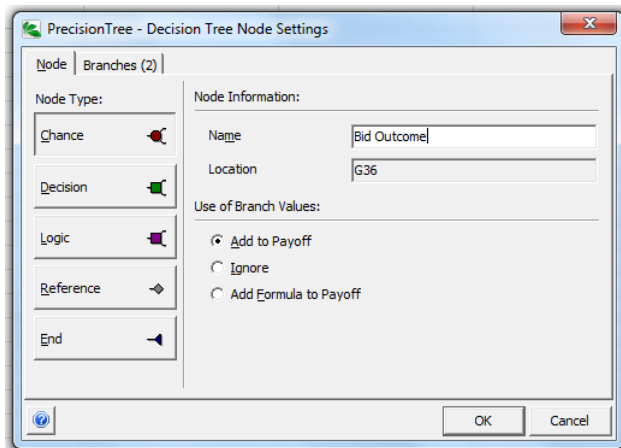 PrecisionTree - Decision Tree Node Settings
Node
Branches (2)
Node Type:
Chance
Decision
Logic
Reference
End
Node Information:
Name
Bid Outcome
Location
G36
Use of Branch Values:
Add to Payoff
Ignore
Add Formula to Payoff
OK
Cancel